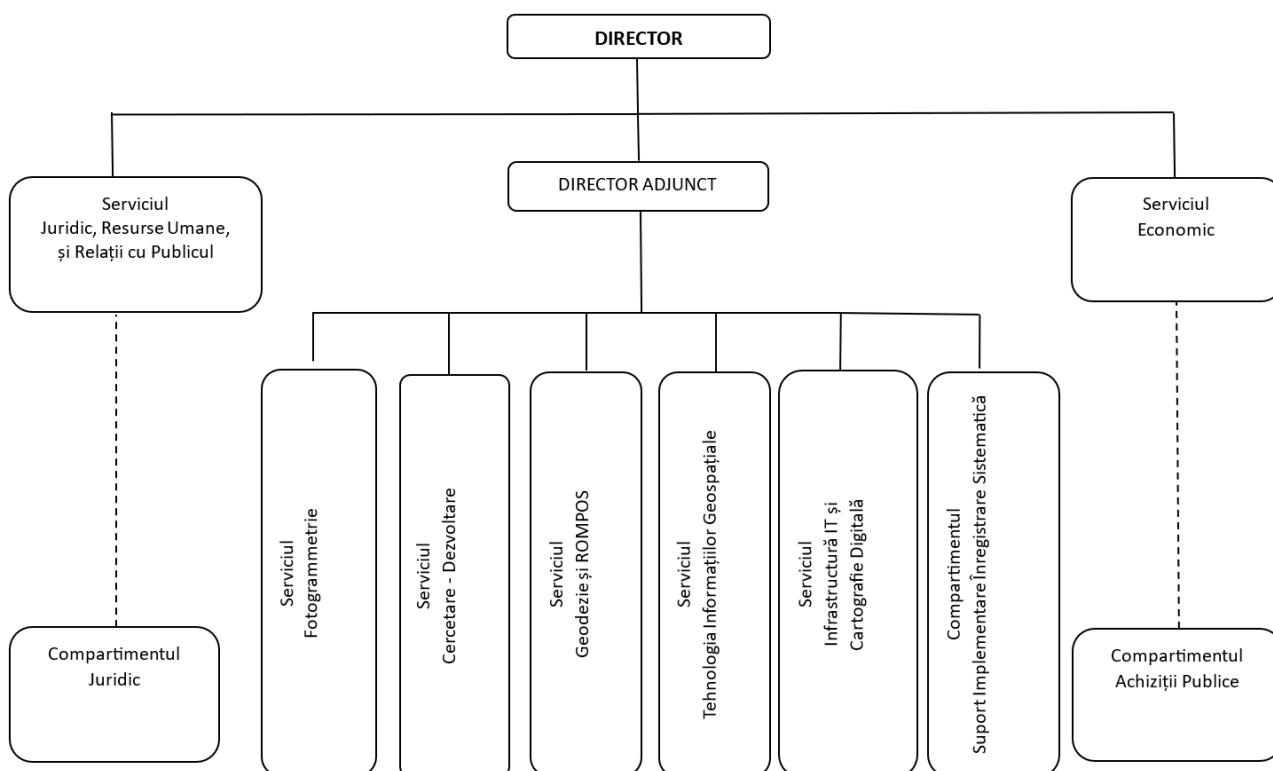 DIRECTOR
DIRECTOR ADJUNCT
Serviciul
Juridic, Resurse Umane,
și Relații cu Publicul
Serviciul
Economic
Serviciul
Fotogrammetrie
Serviciul
Cercetare - Dezvoltare
Serviciul
Geodezie și ROMPOS
Serviciul
Tehnologia Informațiilor Geospațiale
Serviciul
Infrastructură IT și
Cartografie Digitală
Compartimentul
Suport Implementare Înregistrare Sistematică
Compartimentul
Juridic
Compartimentul
Achiziții Publice